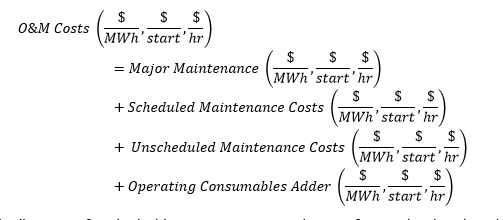 O&M Costs ($/MWh, $/start, $/hr)
= Major Maintenance ($/MWh, $/start, $/hr)
+ Scheduled Maintenance Costs ($/MWh, $/start, $/hr)
+ Unscheduled Maintenance Costs ($/MWh, $/start, $/hr)
+ Operating Consumables Adder ($/MWh, $/start, $/hr)